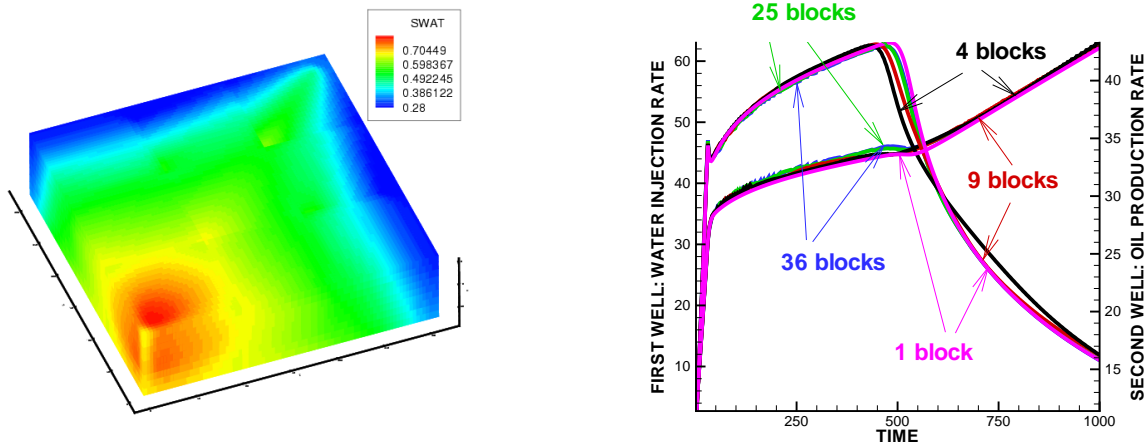 SWAT
0.70449
0.598367
0.492245
0.386122
0.28
25 blocks
4 blocks
9 blocks
36 blocks
1 block
FIRST WELL: WATER INJECTION RATE
60
50
40
30
20
10
SECOND WELL: OIL PRODUCTION RATE
40
35
30
25
20
15
250
500
750
1000
TIME